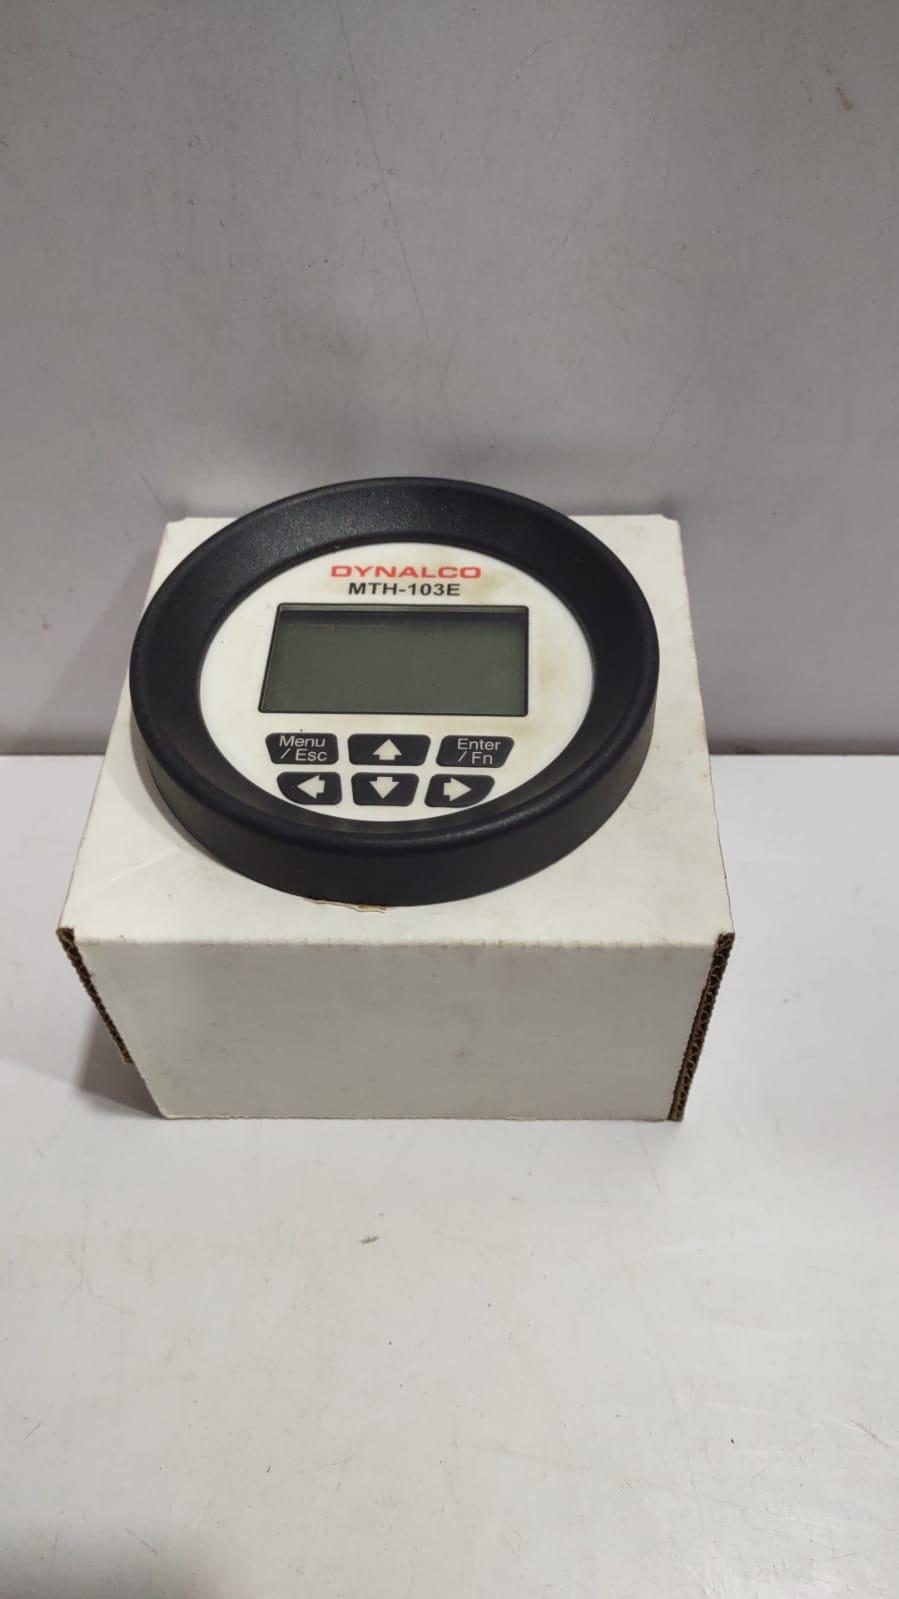 DYNALCO
MTH-103E
Menu
/ Esc
Enter
/ Fn